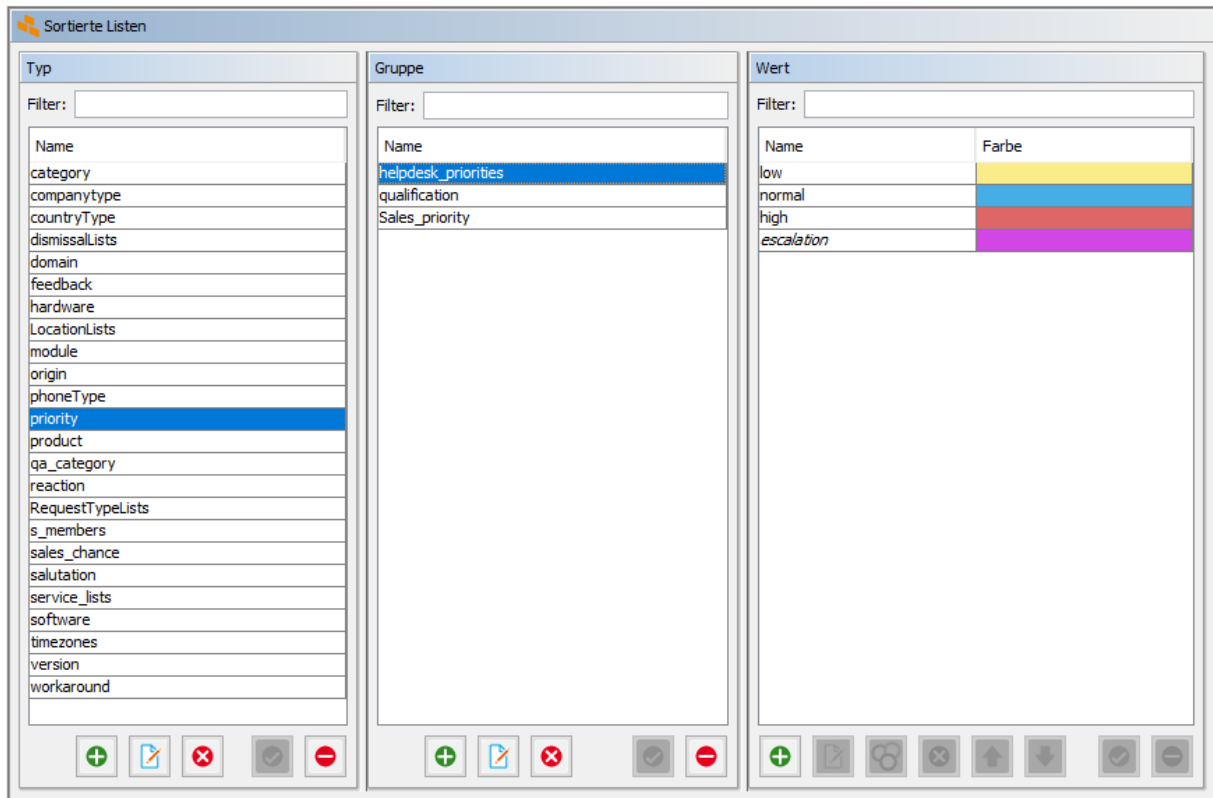 Sortierte Listen
Typ
Filter:
Name
category
companytype
countryType
dismissalLists
domain
feedback
hardware
LocationLists
module
origin
phoneType
priority
product
qa_category
reaction
RequestTypeLists
s_members
sales_chance
salutation
service_lists
software
timezones
version
workaround
Gruppe
Filter:
Name
helpdesk_priorities
qualification
Sales_priority
Wert
Filter:
Name Farbe
low
normal
high
escalation